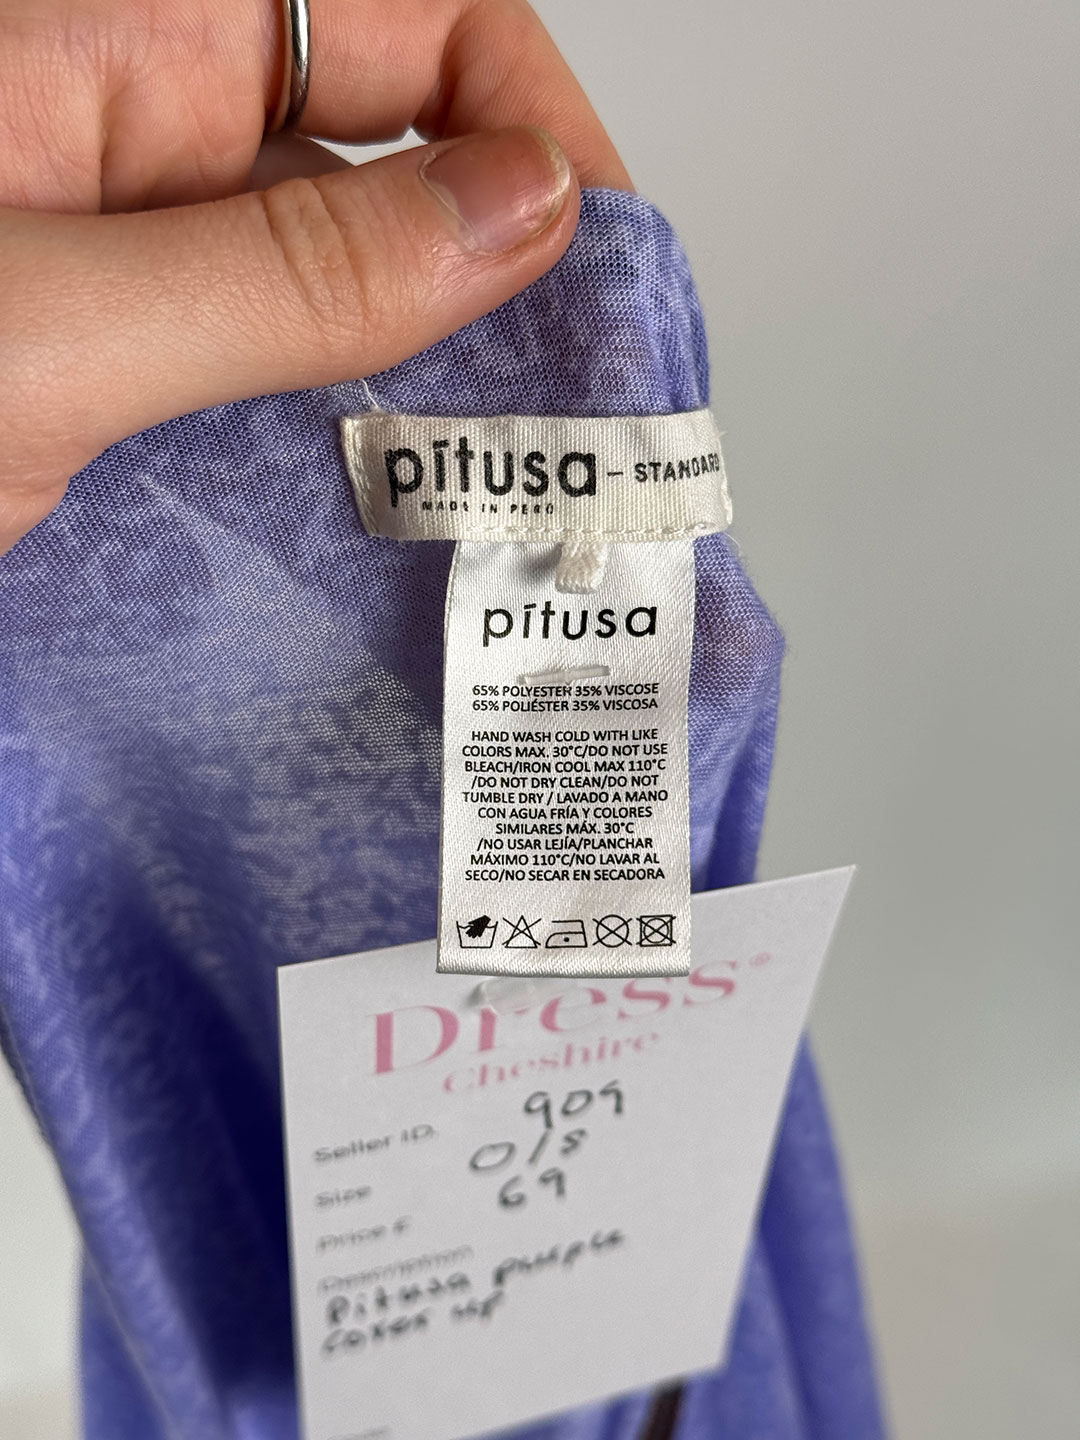 pītusa – STANDARD
MADE IN PERÚ
pītusa
65% POLYESTER 35% VISCOSE
65% POLIÉSTER 35% VISCOSA
HAND WASH COLD WITH LIKE
COLORS MAX. 30°C/DO NOT USE
BLEACH/IRON COOL MAX 110°C
/DO NOT DRY CLEAN/DO NOT
TUMBLE DRY / LAVADO A MANO
CON AGUA FRÍA Y COLORES
SIMILARES MÁX. 30°C
/NO USAR LEJÍA/PLANCHAR
MÁXIMO 110°C/NO LAVAR AL
SECO/NO SECAR EN SECADORA
Dress®
Cheshire
Seller ID. 909
Size O/S
Price £ 69
Description
Pitusa purple
cover up